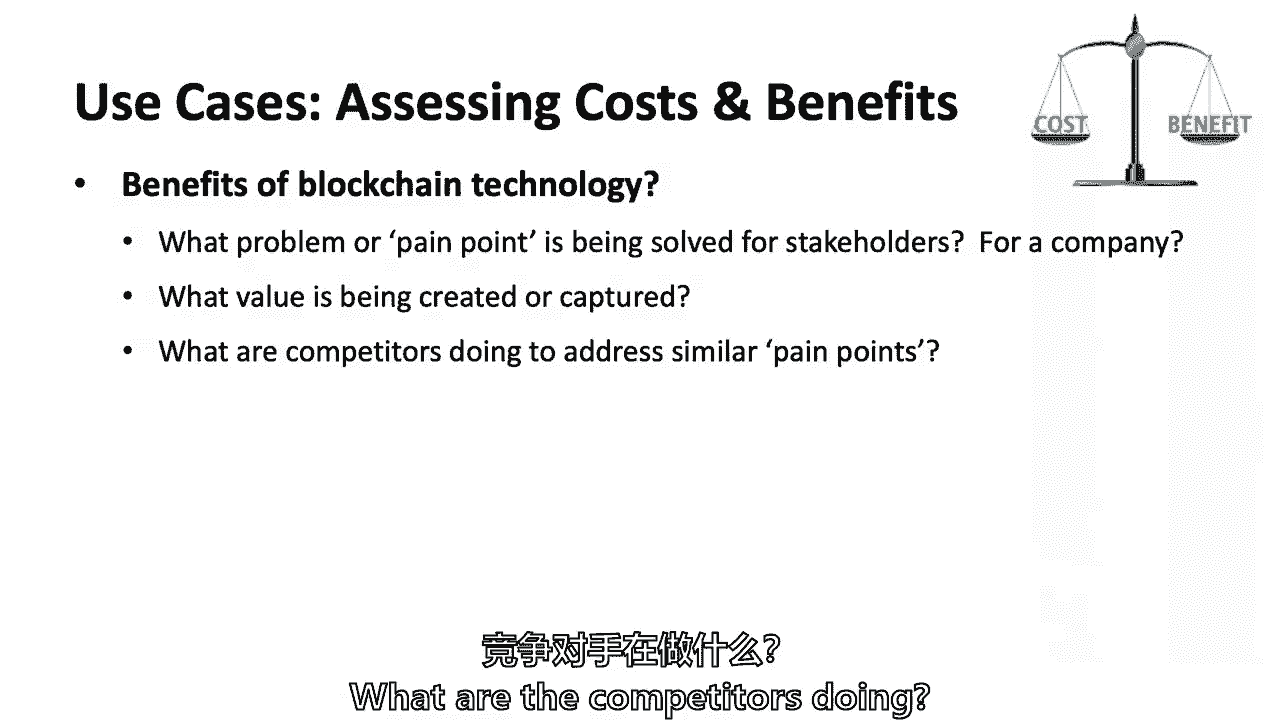 Use Cases: Assessing Costs & Benefits
COST
BENEFIT
• Benefits of blockchain technology?
• What problem or ‘pain point’ is being solved for stakeholders? For a company?
• What value is being created or captured?
• What are competitors doing to address similar ‘pain points’?
竞争对手在做什么?
What are the competitors doing?